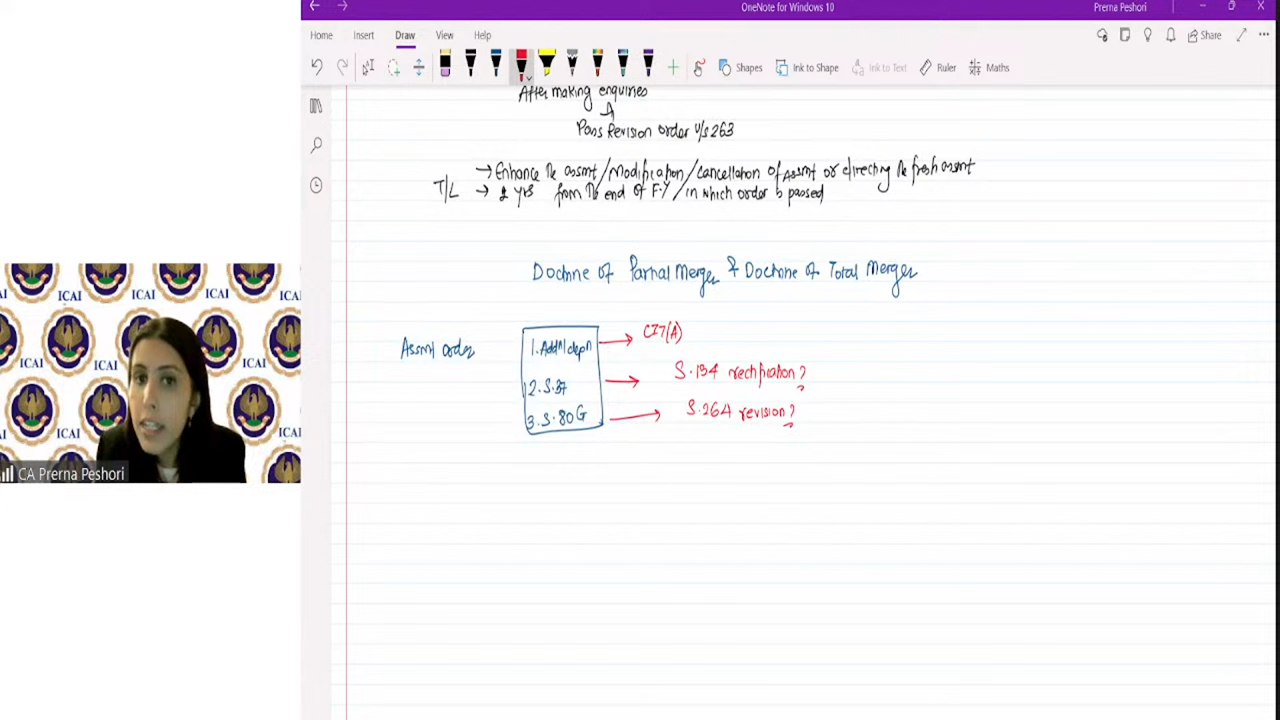 OneNote for Windows 10
Prerna Peshori
Home Insert Draw View Help
Share
Shapes Ink to Shape Ink to Text Ruler Maths
After making enquiries
Pass Revision order u/s 263
→ Enhance the assmt/Modification/Cancellation of Assmt or directing the fresh assmt
T/L → 2 yrs from the end of F.Y/in which order is passed
Doctrine of Partial Merger & Doctrine of Total Merger
Assmt order
1. Addnl depn → CIT(A)
2. S.37 → S.154 rectification?
3. S.80G → S.264 revision?
ICAI
ICAI
ICAI
ICAI
CA Prerna Peshori